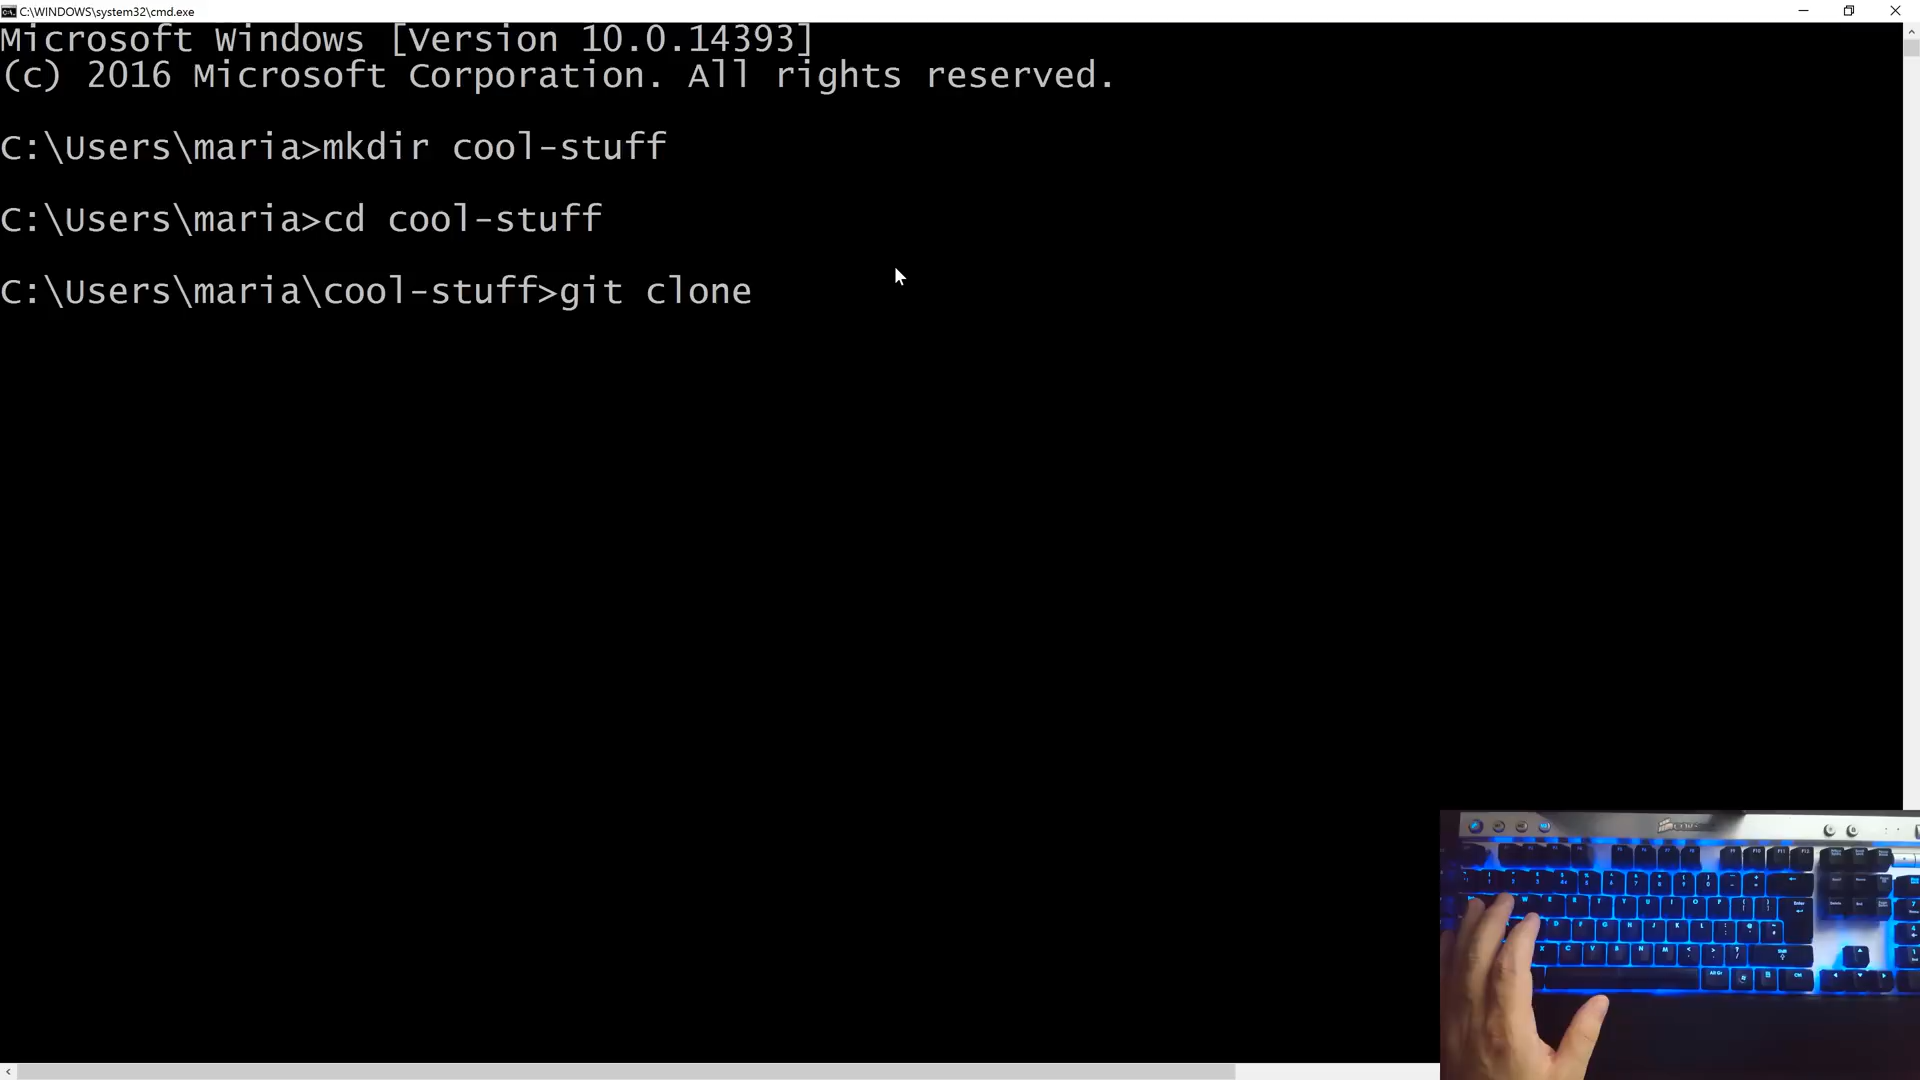 C:\WINDOWS\system32\cmd.exe
Microsoft Windows [Version 10.0.14393]
(c) 2016 Microsoft Corporation. All rights reserved.
C:\Users\maria>mkdir cool-stuff
C:\Users\maria>cd cool-stuff
C:\Users\maria\cool-stuff>git clone